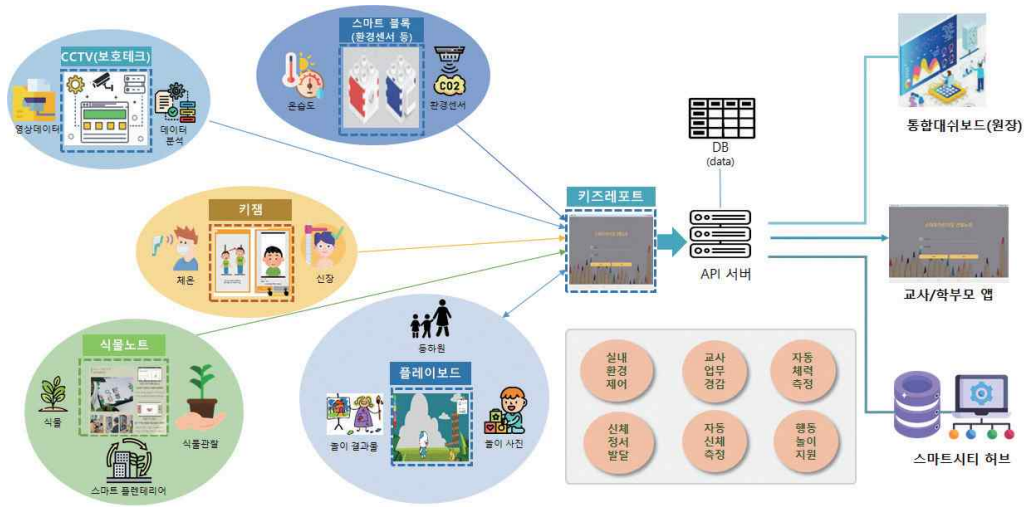 CCTV(보호테크)
영상데이터
데이터
분석
스마트 블록
(환경센서 등)
온습도
CO2
환경센서
키잼
체온
신장
식물노트
식물
식물관찰
스마트 플랜테리어
등하원
플레이보드
놀이 결과물
놀이 사진
키즈레포트
DB
(data)
API 서버
통합대쉬보드(원장)
교사/학부모 앱
스마트시티 허브
실내
환경
제어
교사
업무
경감
자동
체력
측정
신체
정서
발달
자동
신체
측정
행동
놀이
지원